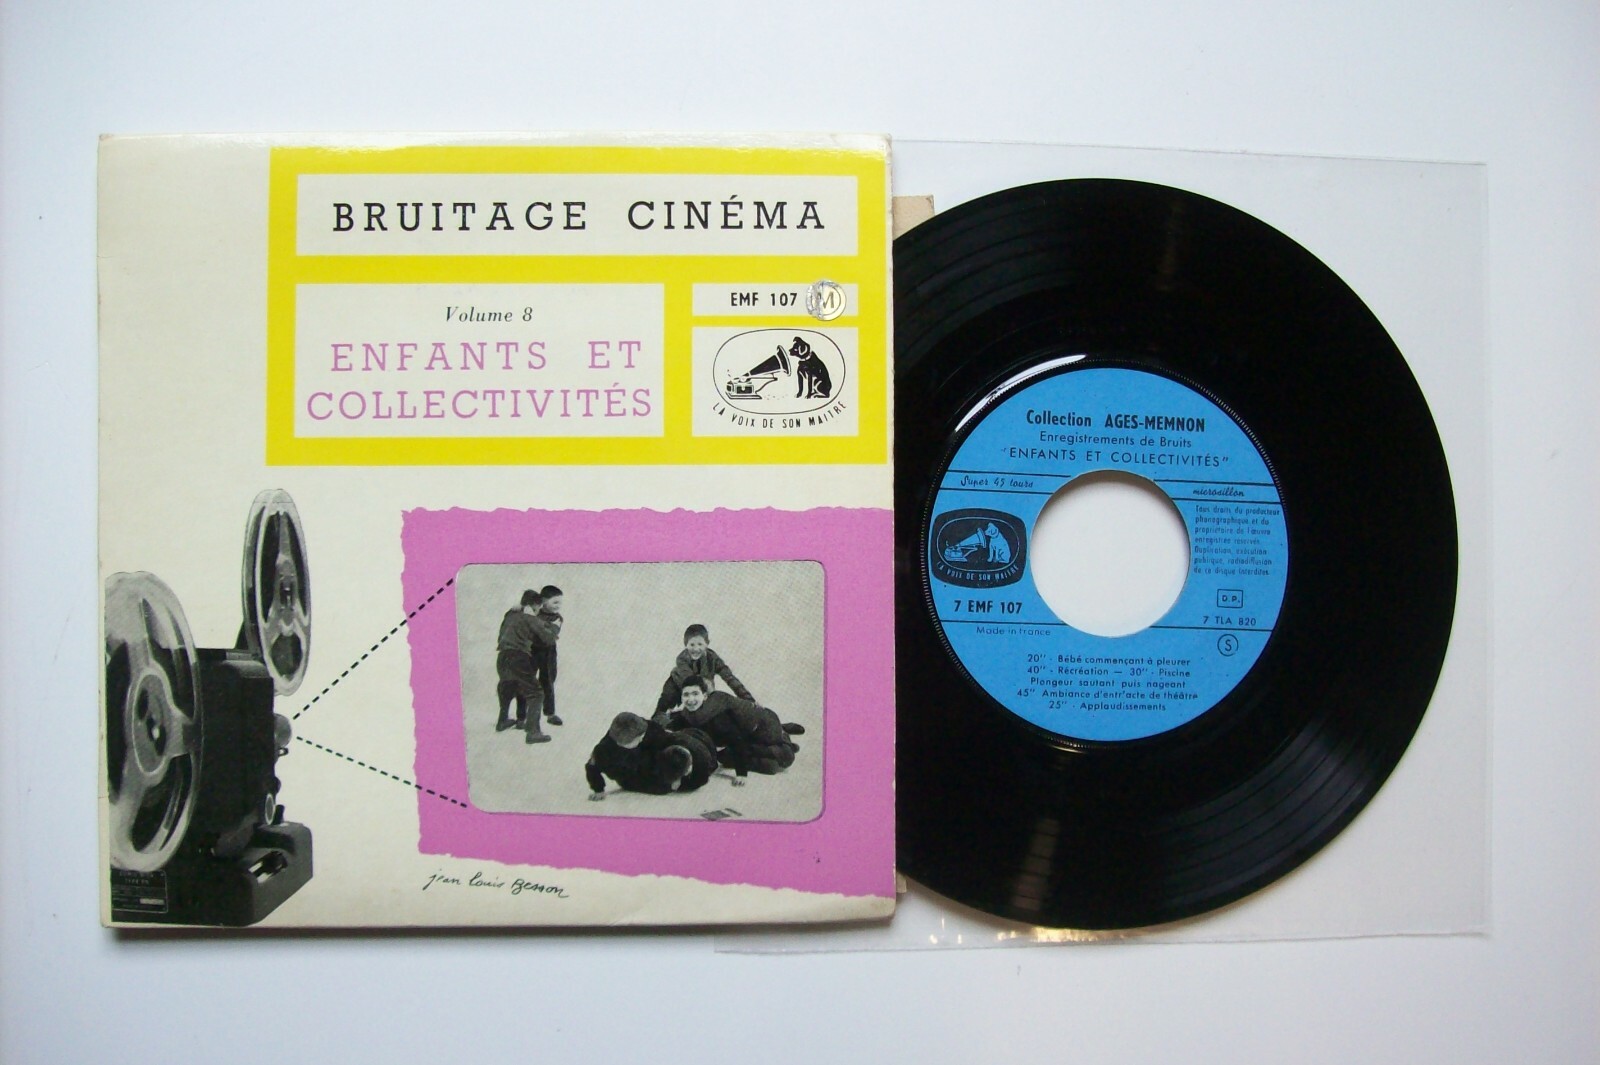 BRUITAGE CINÉMA
Volume 8
ENFANTS ET
COLLECTIVITÉS
EMF 107 M
LA VOIX DE SON MAITRE
jean louis Besson
Collection AGES-MEMNON
Enregistrements de Bruits
"ENFANTS ET COLLECTIVITÉS"
Super 45 tours
microsillon
Tous droits du producteur
phonographique et du
propriétaire de l'œuvre
enregistrée réservés.
Duplication, exécution
publique, radiodiffusion
de ce disque interdites
LA VOIX DE SON MAITRE
7 EMF 107
D.P.
7 TLA 820
Made in France
S
20" - Bébé commençant à pleurer
40" - Récréation — 30" - Piscine
Plongeur sautant puis nageant
45" Ambiance d'entr'acte de théâtre
25" - Applaudissements